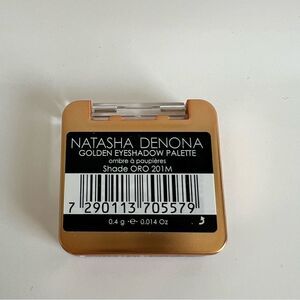 NATASHA DENONA
GOLDEN EYESHADOW PALETTE
ombre à paupières
Shade ORO 201M
7 290113 705579
0.4 g ·℮· 0.014 Oz